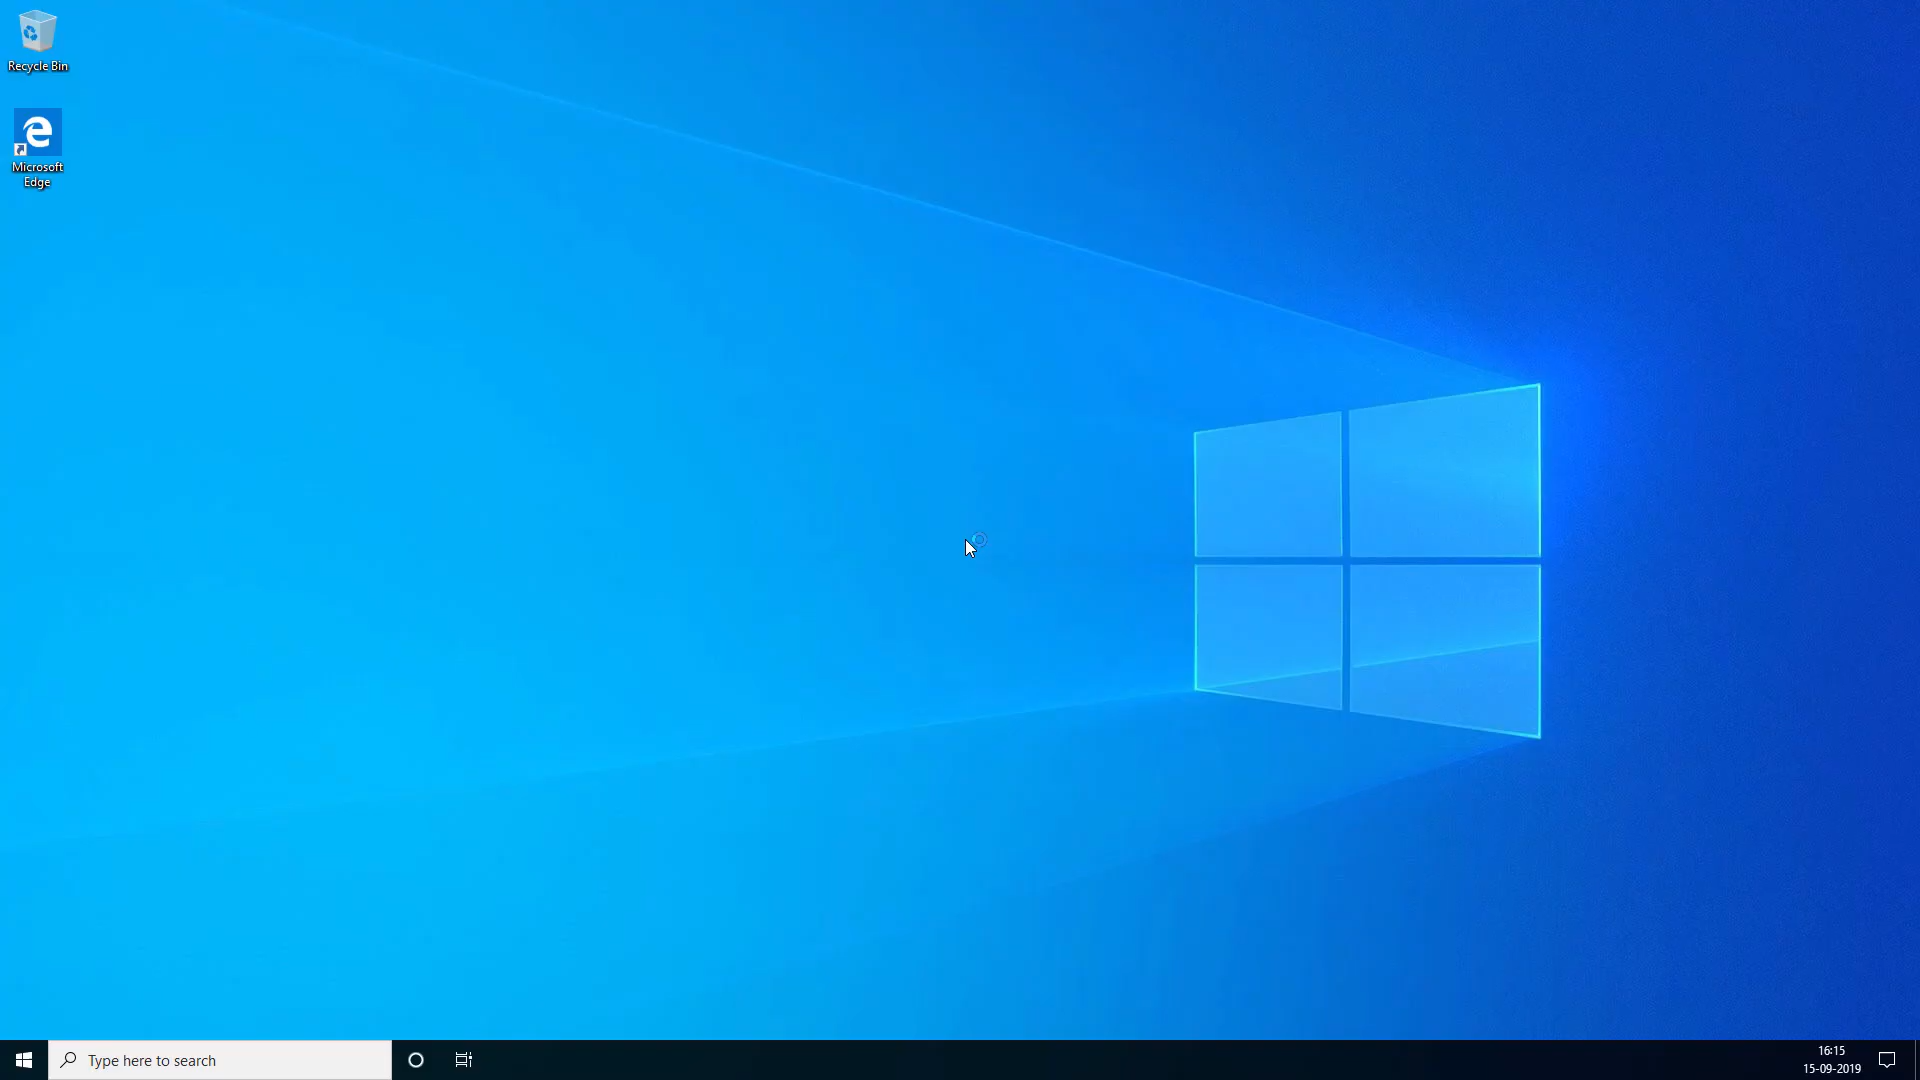 Recycle Bin
Microsoft
Edge
Type here to search
16:15
15-09-2019